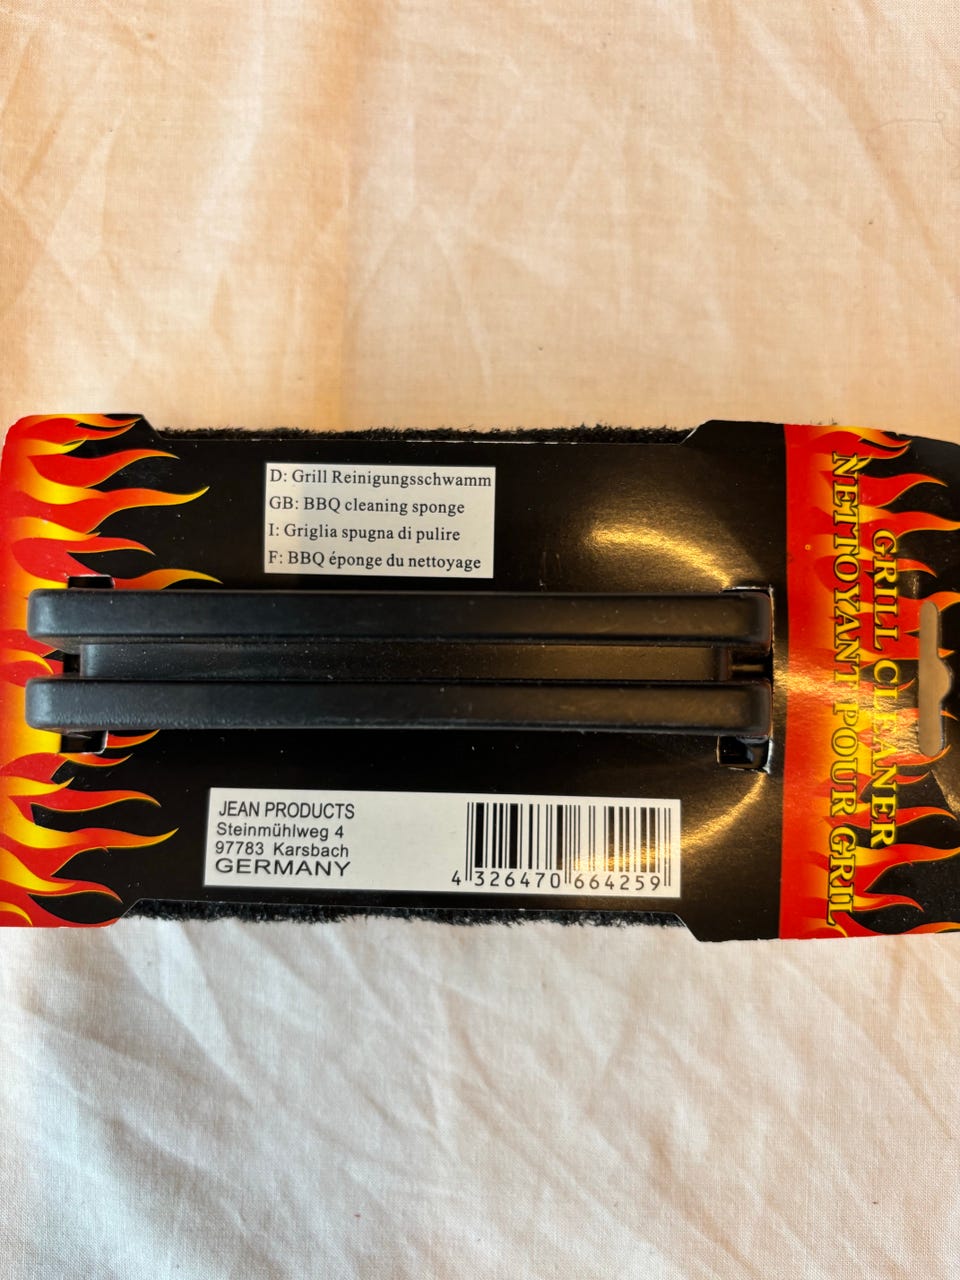 D: Grill Reinigungsschwamm
GB: BBQ cleaning sponge
I: Griglia spugna di pulire
F: BBQ éponge du nettoyage
JEAN PRODUCTS
Steinmühlweg 4
97783 Karsbach
GERMANY
4 326470 664259
GRILL CLEANER
NETTOYANT POUR GRIL